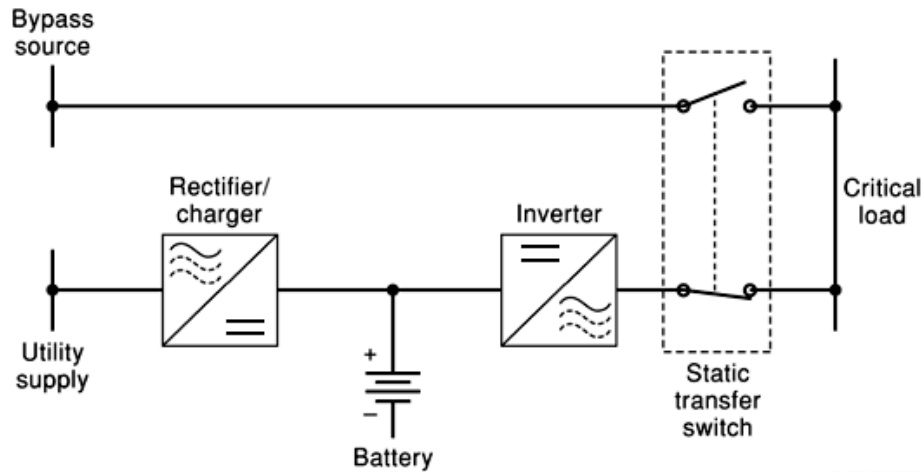 Bypass
source
Rectifier/
charger
Inverter
Critical
load
Utility
supply
+
−
Battery
Static
transfer
switch